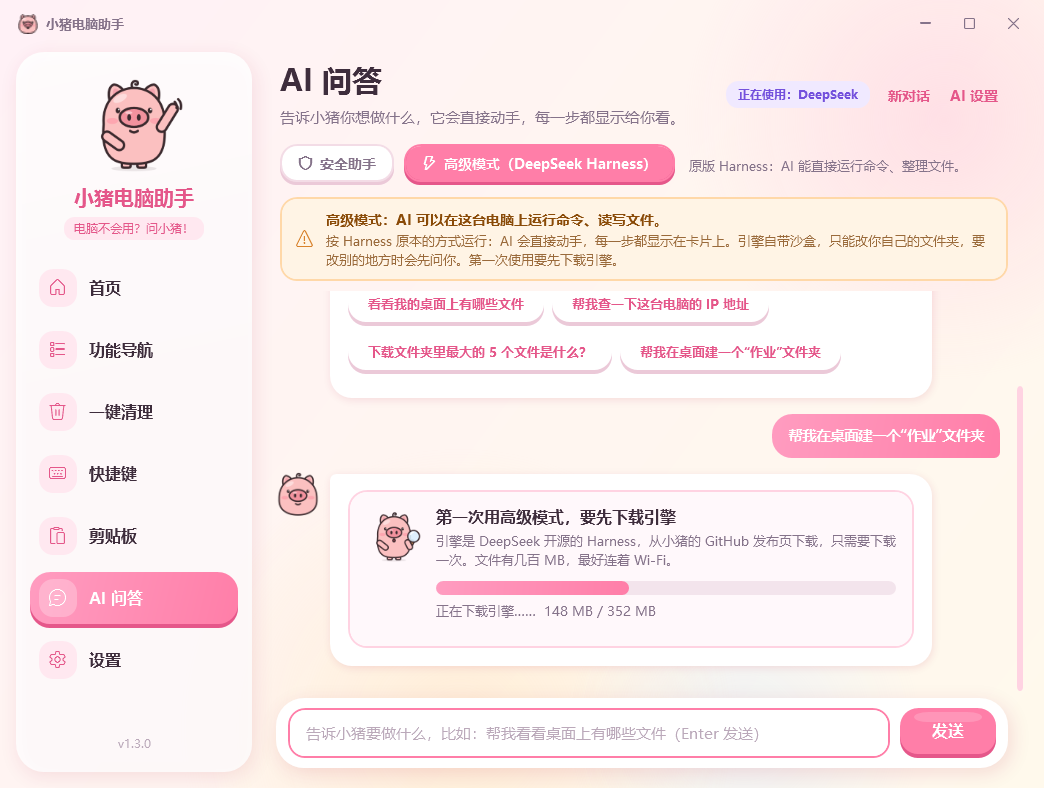 小猪电脑助手
小猪电脑助手
电脑不会用？问小猪！
首页
功能导航
一键清理
快捷键
剪贴板
AI 问答
设置
v1.3.0
AI 问答
告诉小猪你想做什么，它会直接动手，每一步都显示给你看。
正在使用：DeepSeek
新对话
AI 设置
安全助手
高级模式（DeepSeek Harness）
原版 Harness：AI 能直接运行命令、整理文件。
高级模式：AI 可以在这台电脑上运行命令、读写文件。
按 Harness 原本的方式运行：AI 会直接动手，每一步都显示在卡片上。引擎自带沙盒，只能改你自己的文件夹，要
改别的地方时会先问你。第一次使用要先下载引擎。
看看我的桌面上有哪些文件
帮我查一下这台电脑的 IP 地址
下载文件夹里最大的 5 个文件是什么？
帮我在桌面建一个“作业”文件夹
帮我在桌面建一个“作业”文件夹
第一次用高级模式，要先下载引擎
引擎是 DeepSeek 开源的 Harness，从小猪的 GitHub 发布页下载，只需要下载
一次。文件有几百 MB，最好连着 Wi-Fi。
正在下载引擎…… 148 MB / 352 MB
告诉小猪要做什么，比如：帮我看看桌面上有哪些文件（Enter 发送）
发送